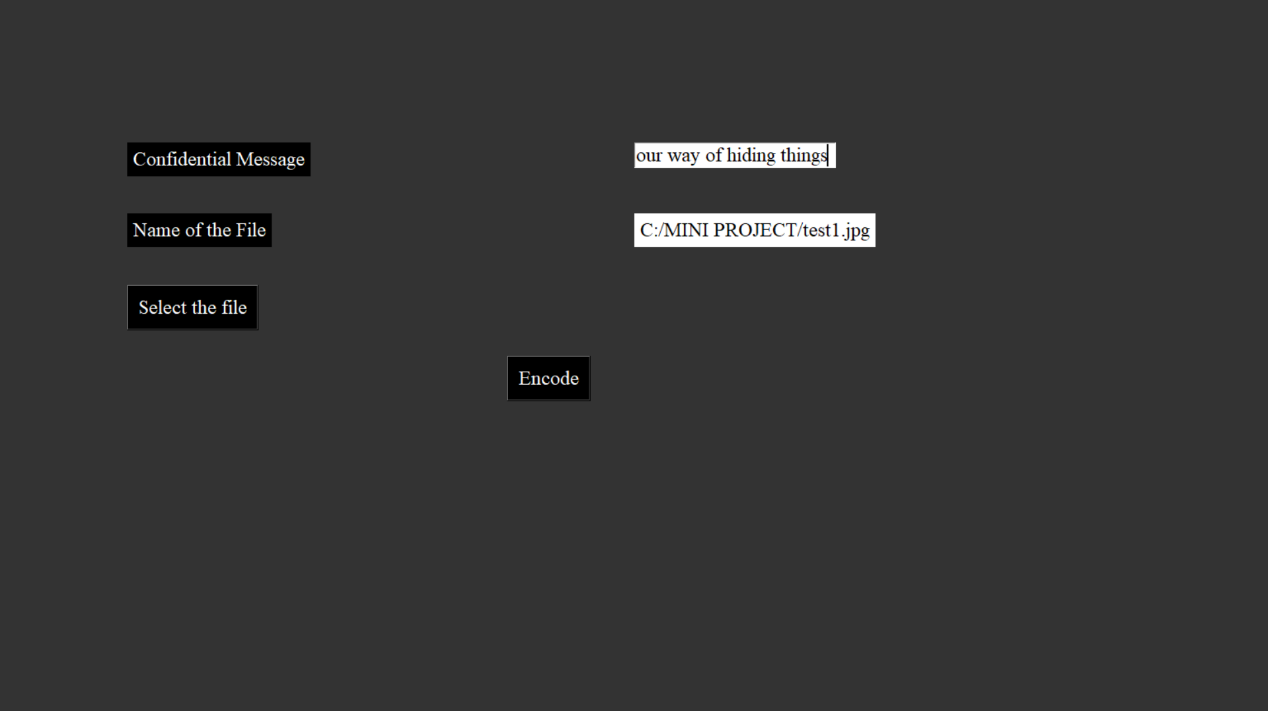 Confidential Message
our way of hiding things
Name of the File
C:/MINI PROJECT/test1.jpg
Select the file
Encode